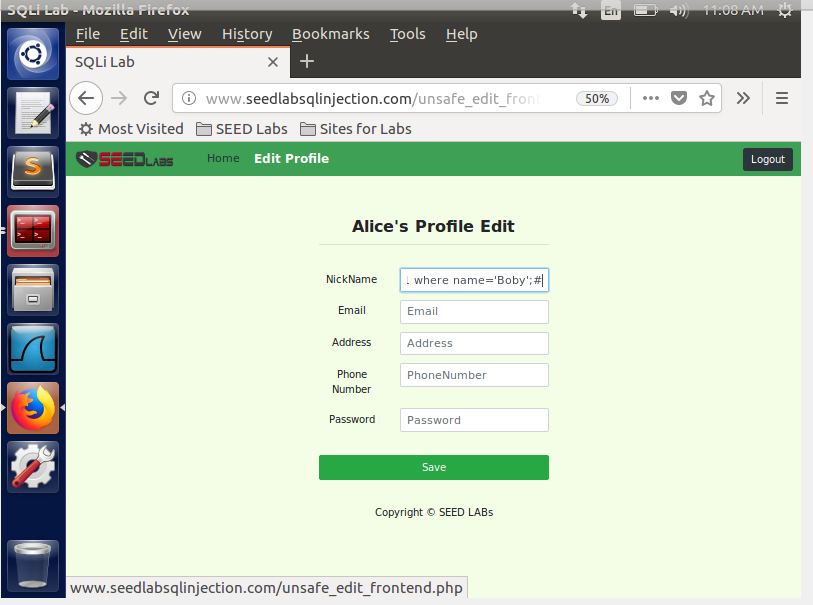 SQLi Lab - Mozilla Firefox
En
11:08 AM
File Edit View History Bookmarks Tools Help
SQLi Lab
www.seedlabsqlinjection.com/unsafe_edit_front
50%
Most Visited SEED Labs Sites for Labs
SEEDLABS Home Edit Profile Logout
Alice's Profile Edit
NickName where name='Boby';#
Email Email
Address Address
Phone
Number
PhoneNumber
Password Password
Save
Copyright © SEED LABs
www.seedlabsqlinjection.com/unsafe_edit_frontend.php